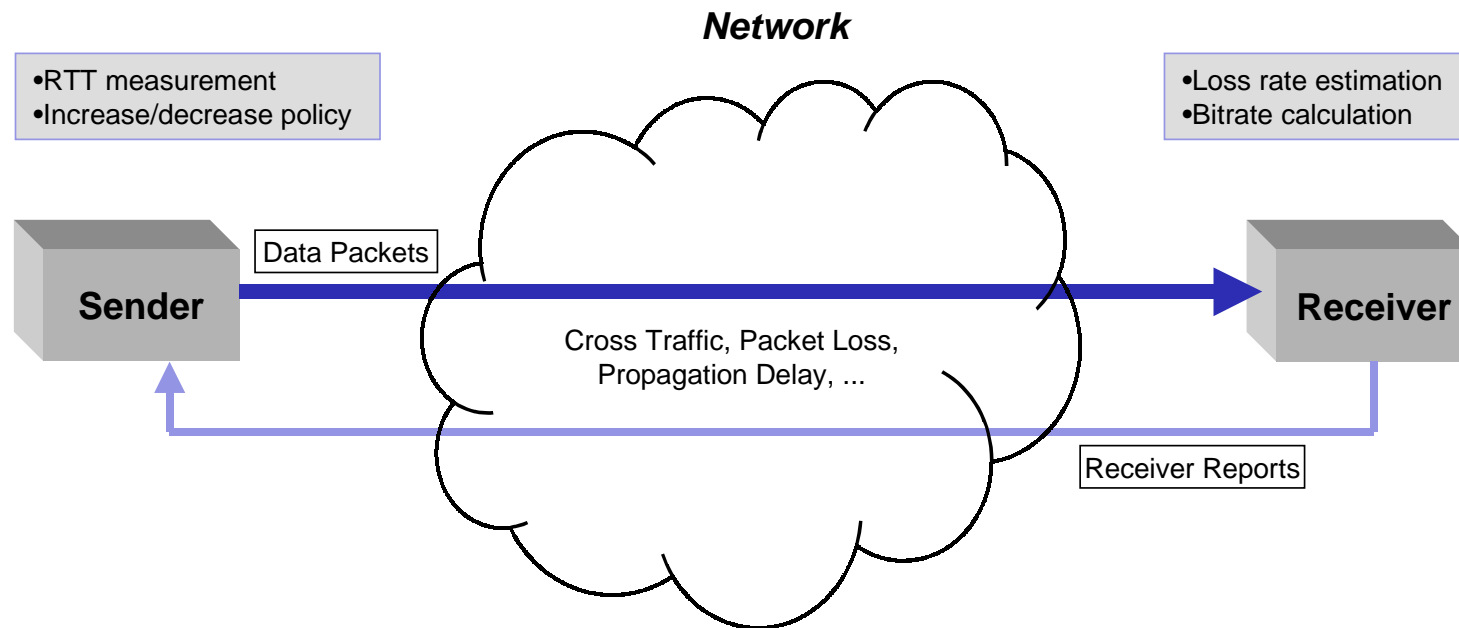 Network
•RTT measurement
•Increase/decrease policy
•Loss rate estimation
•Bitrate calculation
Data Packets
Sender
Receiver
Cross Traffic, Packet Loss,
Propagation Delay, ...
Receiver Reports